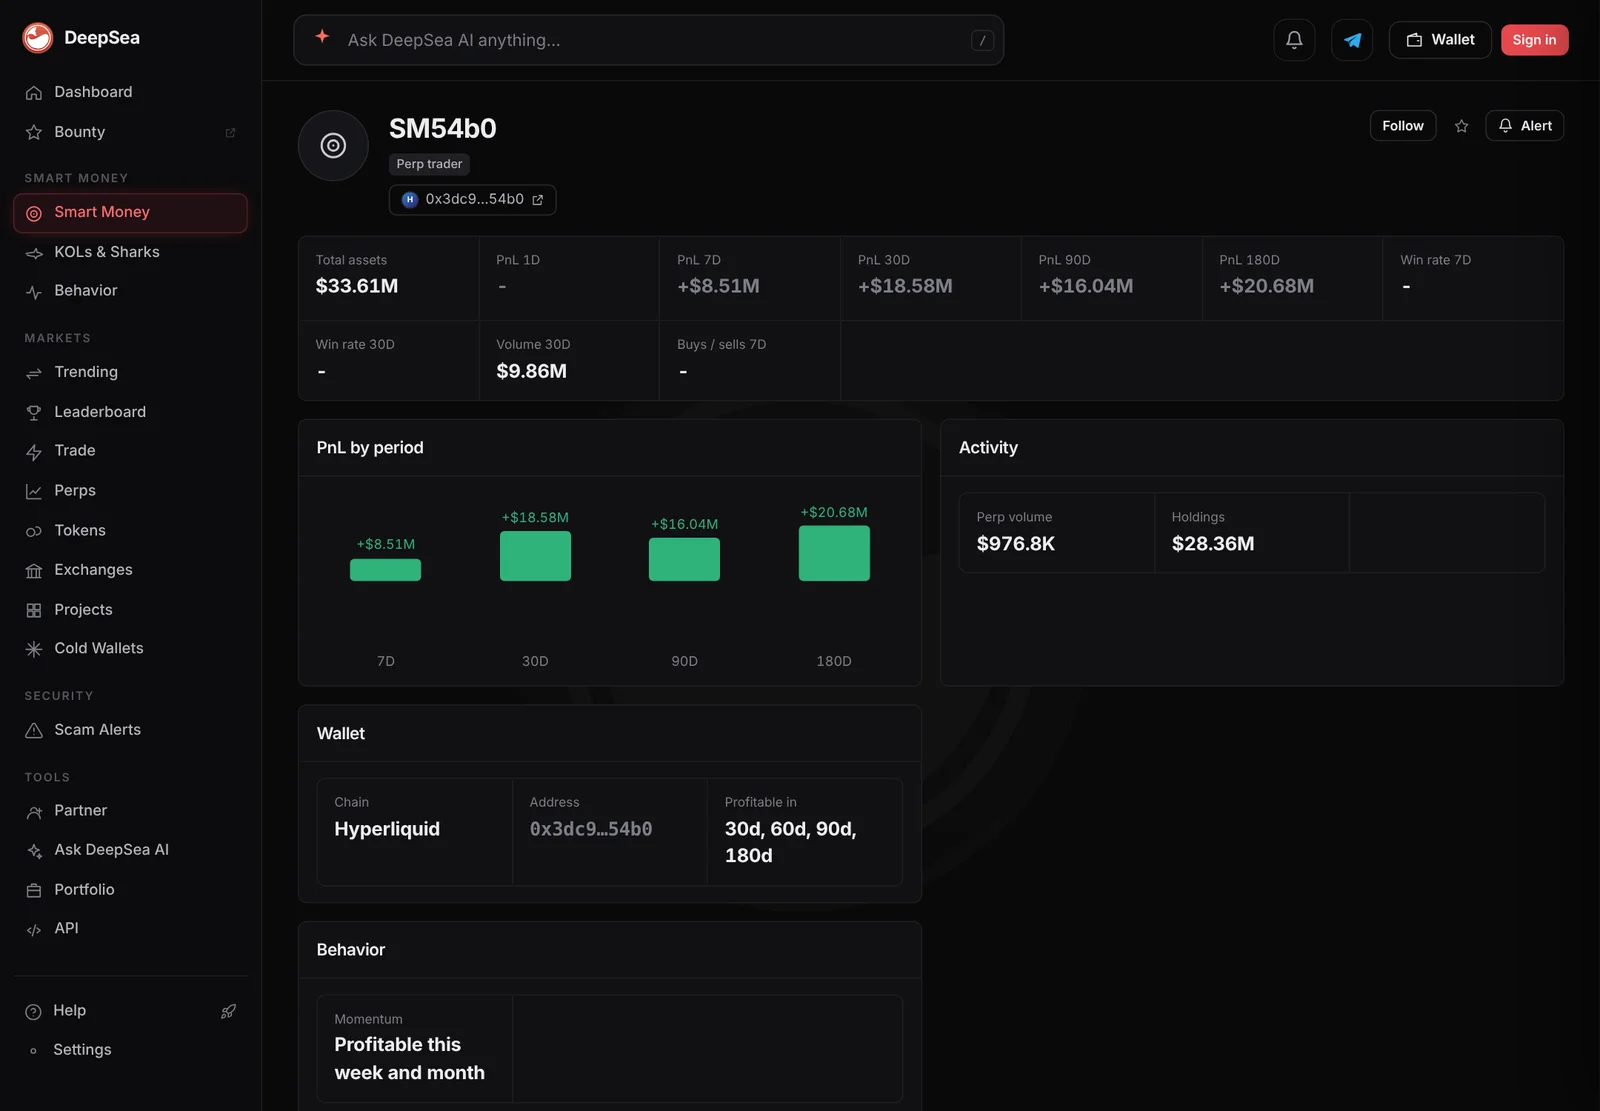 DeepSea
Ask DeepSea AI anything...
/
Wallet
Sign in
Dashboard
Bounty
SMART MONEY
Smart Money
KOLs & Sharks
Behavior
MARKETS
Trending
Leaderboard
Trade
Perps
Tokens
Exchanges
Projects
Cold Wallets
SECURITY
Scam Alerts
TOOLS
Partner
Ask DeepSea AI
Portfolio
API
Help
Settings
SM54b0
Perp trader
H 0x3dc9...54b0
Follow
Alert
Total assets
$33.61M
PnL 1D
-
PnL 7D
+$8.51M
PnL 30D
+$18.58M
PnL 90D
+$16.04M
PnL 180D
+$20.68M
Win rate 7D
-
Win rate 30D
-
Volume 30D
$9.86M
Buys / sells 7D
-
PnL by period
+$8.51M
+$18.58M
+$16.04M
+$20.68M
7D
30D
90D
180D
Activity
Perp volume
$976.8K
Holdings
$28.36M
Wallet
Chain
Hyperliquid
Address
0x3dc9…54b0
Profitable in
30d, 60d, 90d,
180d
Behavior
Momentum
Profitable this
week and month